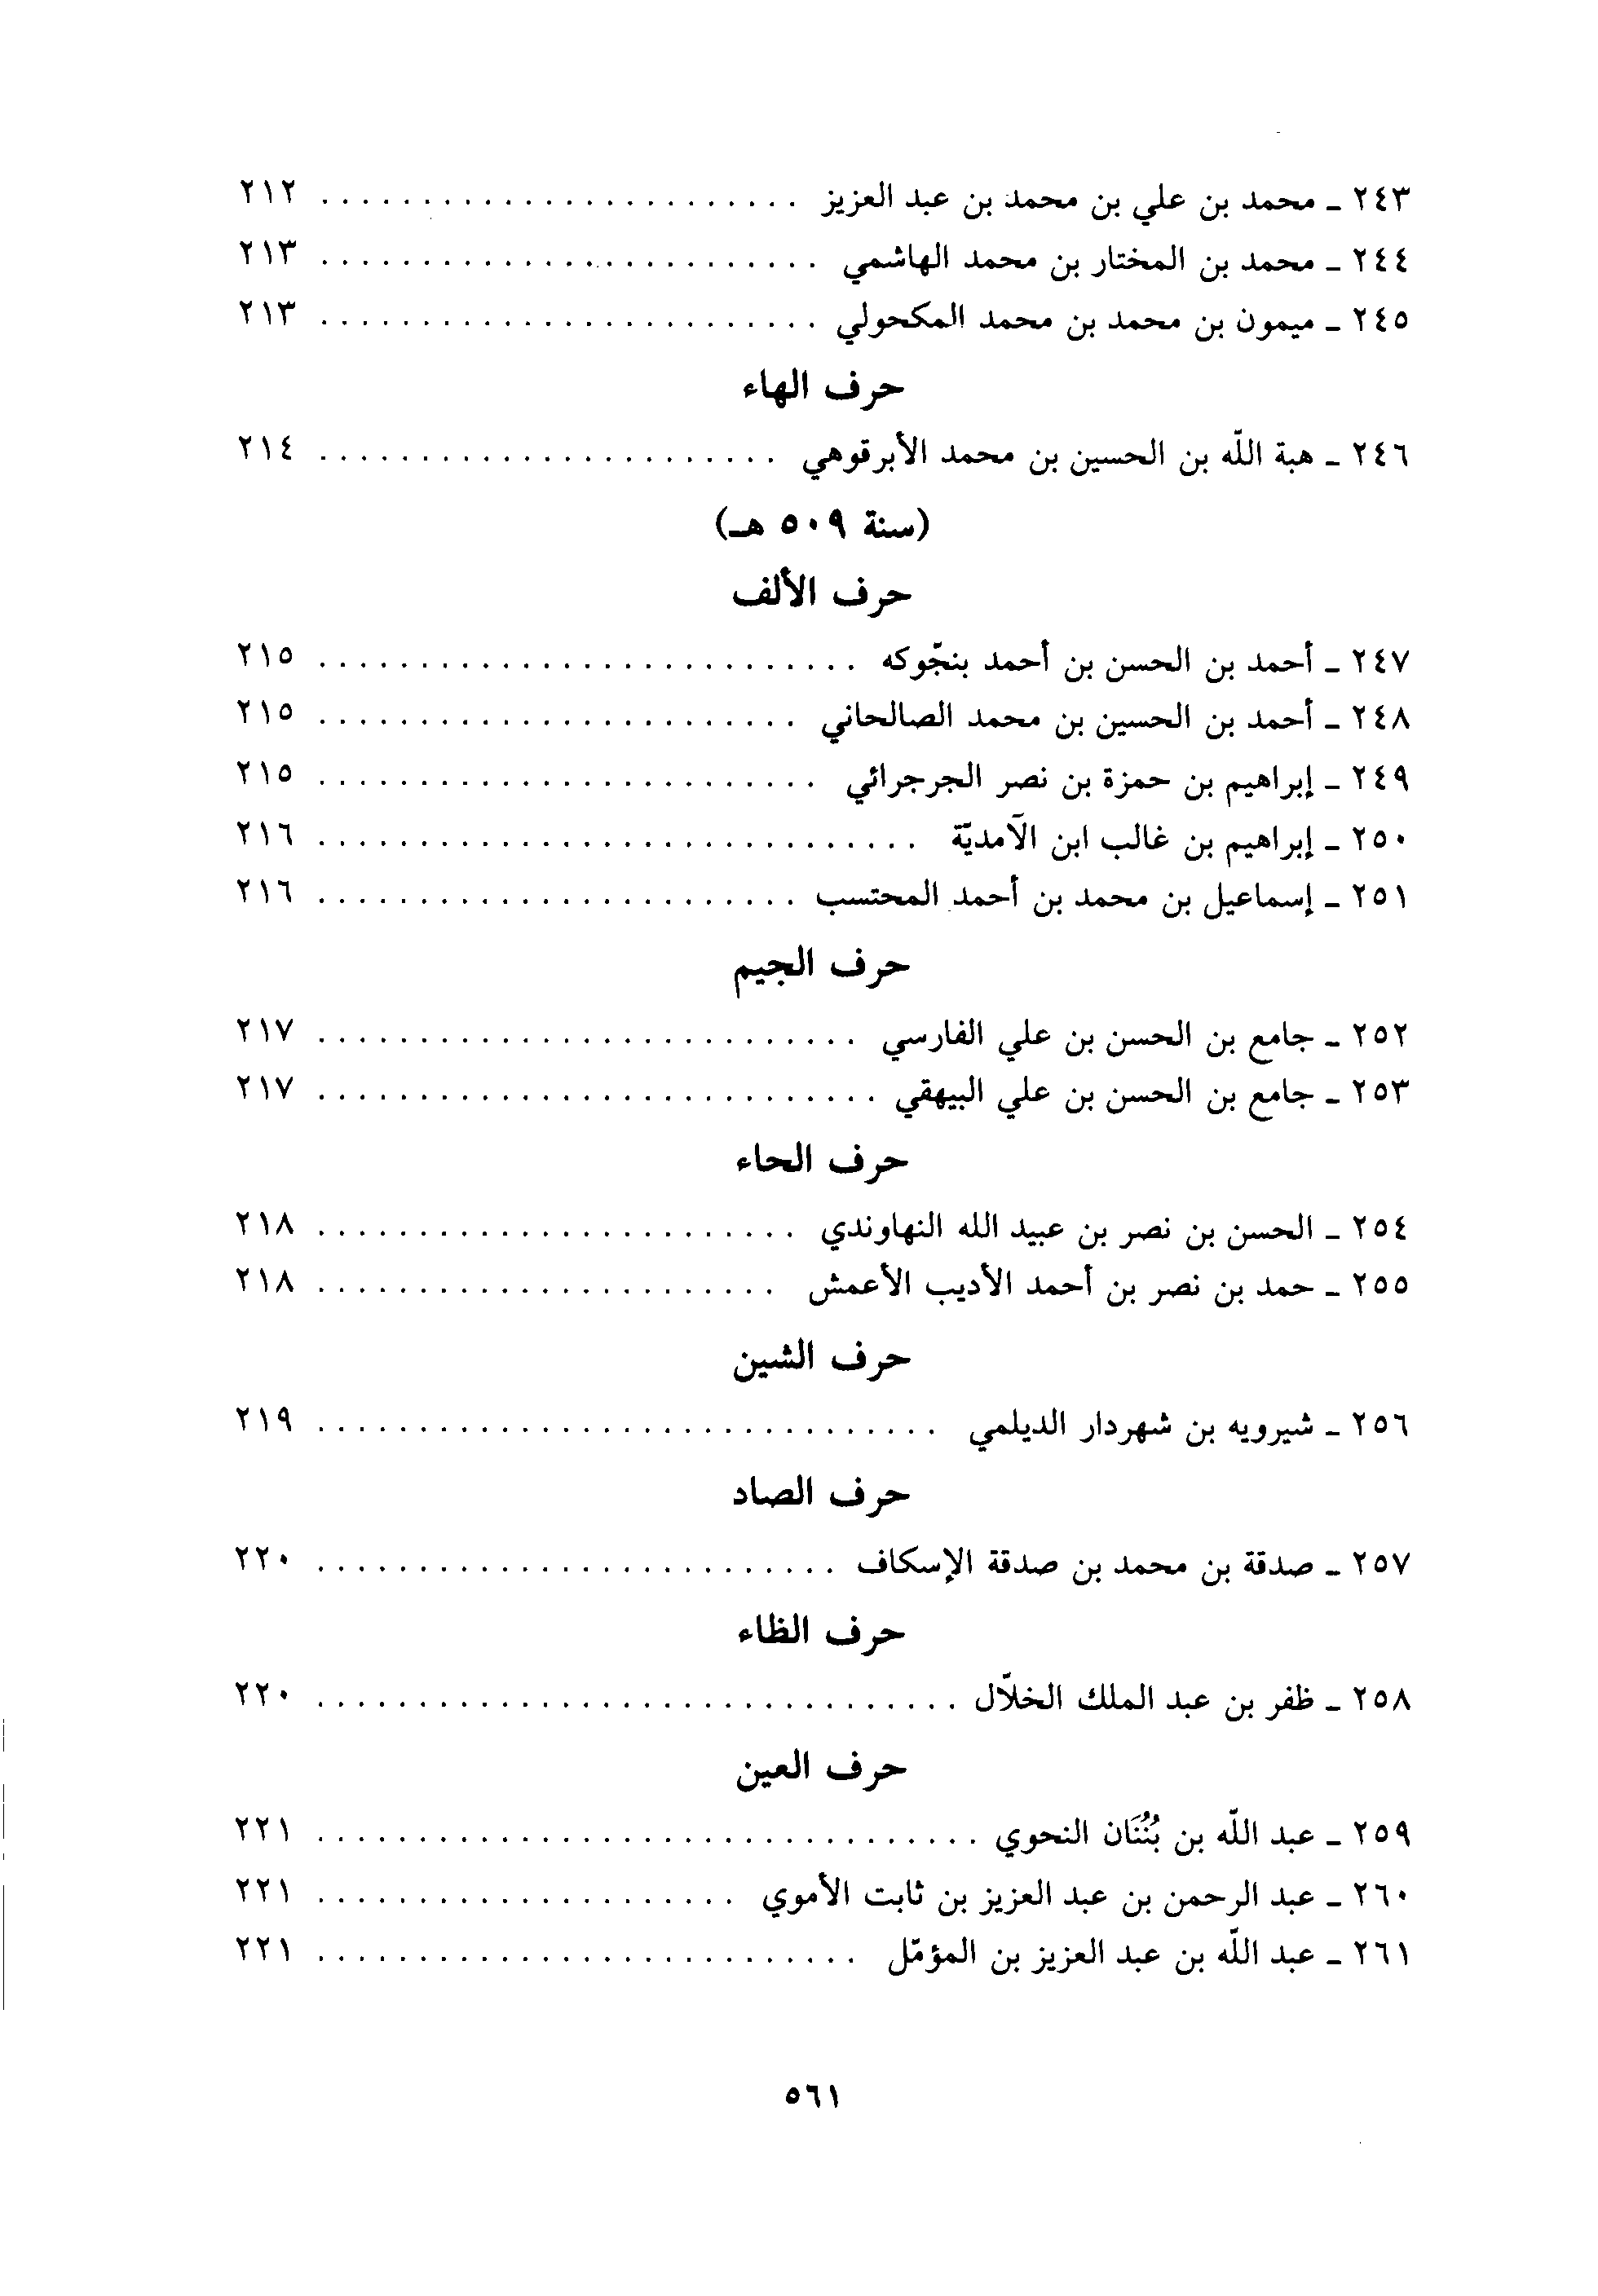 ٢٤٣ ـ محمد بن علي بن محمد بن عبد العزيز . . . . . . . . . . . . . . . . . . . . . . . . ٢١٢
٢٤٤ ـ محمد بن المختار بن محمد الهاشمي . . . . . . . . . . . . . . . . . . . . . . . . . ٢١٣
٢٤٥ ـ ميمون بن محمد بن محمد المكحولي . . . . . . . . . . . . . . . . . . . . . . . . . ٢١٣
حرف الهاء
٢٤٦ ـ هبة اللّه بن الحسين بن محمد الأبرقوهي . . . . . . . . . . . . . . . . . . . . . . . ٢١٤
(سنة ٥٠٩ هـ)
حرف الألف
٢٤٧ ـ أحمد بن الحسن بن أحمد بنجّوكه . . . . . . . . . . . . . . . . . . . . . . . . . . . ٢١٥
٢٤٨ ـ أحمد بن الحسين بن محمد الصالحاني . . . . . . . . . . . . . . . . . . . . . . . . ٢١٥
٢٤٩ ـ إبراهيم بن حمزة بن نصر الجرجرائي . . . . . . . . . . . . . . . . . . . . . . . . . ٢١٥
٢٥٠ ـ إبراهيم بن غالب ابن الآمديّة . . . . . . . . . . . . . . . . . . . . . . . . . . . . . . ٢١٦
٢٥١ ـ إسماعيل بن محمد بن أحمد المحتسب . . . . . . . . . . . . . . . . . . . . . . . . ٢١٦
حرف الجيم
٢٥٢ ـ جامع بن الحسن بن علي الفارسي . . . . . . . . . . . . . . . . . . . . . . . . . . . ٢١٧
٢٥٣ ـ جامع بن الحسن بن علي البيهقي . . . . . . . . . . . . . . . . . . . . . . . . . . . . ٢١٧
حرف الحاء
٢٥٤ ـ الحسن بن نصر بن عبيد الله النهاوندي . . . . . . . . . . . . . . . . . . . . . . . . ٢١٨
٢٥٥ ـ حمد بن نصر بن أحمد الأديب الأعمش . . . . . . . . . . . . . . . . . . . . . . . ٢١٨
حرف الشين
٢٥٦ ـ شيرويه بن شهردار الديلمي . . . . . . . . . . . . . . . . . . . . . . . . . . . . . . . ٢١٩
حرف الصاد
٢٥٧ ـ صدقة بن محمد بن صدقة الإسكاف . . . . . . . . . . . . . . . . . . . . . . . . . . ٢٢٠
حرف الظاء
٢٥٨ ـ ظفر بن عبد الملك الخلّال . . . . . . . . . . . . . . . . . . . . . . . . . . . . . . . . ٢٢٠
حرف العين
٢٥٩ ـ عبد اللّه بن بُنُنَان النحوي . . . . . . . . . . . . . . . . . . . . . . . . . . . . . . . . . ٢٢١
٢٦٠ ـ عبد الرحمن بن عبد العزيز بن ثابت الأموي . . . . . . . . . . . . . . . . . . . . . ٢٢١
٢٦١ ـ عبد اللّه بن عبد العزيز بن المؤمّل . . . . . . . . . . . . . . . . . . . . . . . . . . . ٢٢١
٥٦١